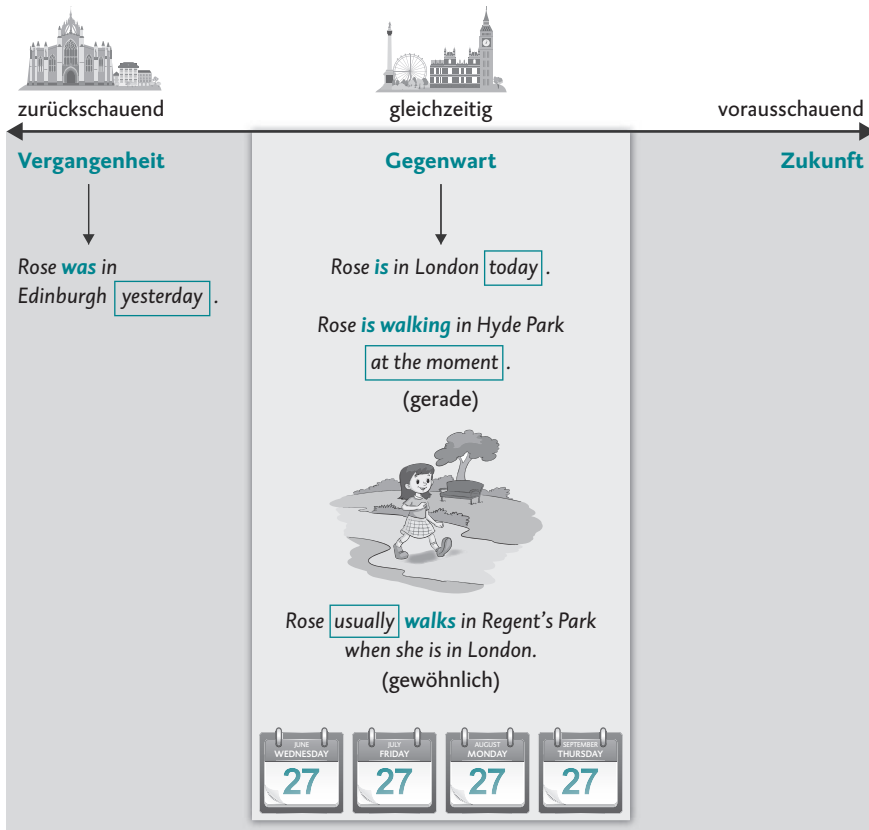 zurückschauend
gleichzeitig
vorausschauend
Vergangenheit
Gegenwart
Zukunft
Rose was in
Edinburgh yesterday .
Rose is in London today .
Rose is walking in Hyde Park
at the moment .
(gerade)
Rose usually walks in Regent's Park
when she is in London.
(gewöhnlich)
JUNE
WEDNESDAY
27
JULY
FRIDAY
27
AUGUST
MONDAY
27
SEPTEMBER
THURSDAY
27